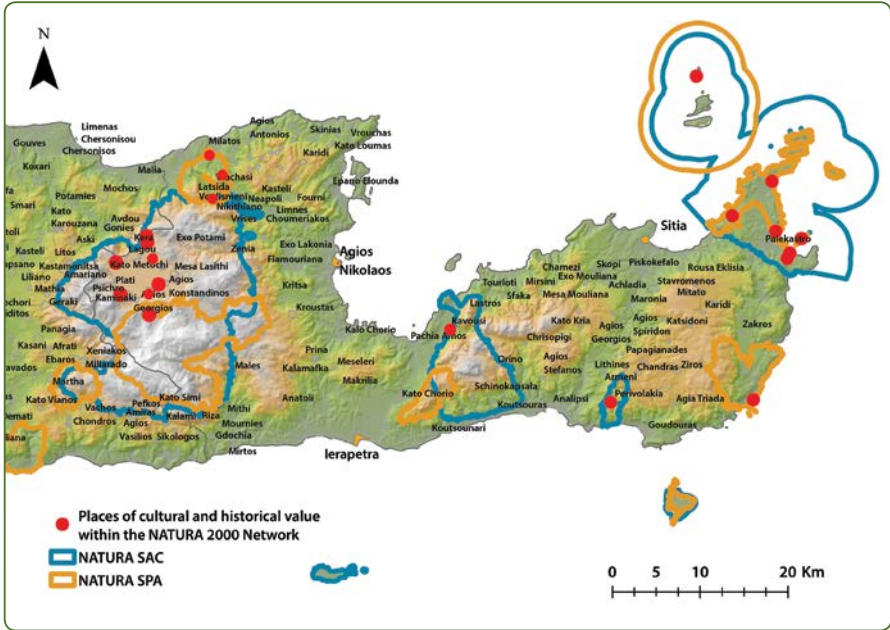 N
Limenas
Chersonisou
Chersonisos
Gouves
Koxari
Agios
Antonios
Skinias
Vrouchas
Kato Loumas
Milatos
Karidi
Malia
Latsida
Epano Elounda
Mochos
Potamies
Smari
Kato
Karouzana
Avdou
Gonies
Kasteli
Neapoli
Fourni
Nikithiano
Limnes
Choumeriakos
Vrises
Aski
Kera
Lagou
Exo Potami
Zenia
Exo Lakonia
Flamouriana
Agios
Nikolaos
Sitia
Palekastro
Kasteli
Litos
Kastamonitsa
Liliano
Amariano
Kato Metochi
Mesa Lasithi
Plati
Psichro
Kaminaki
Agios
Konstandinos
Georgios
Mathia
Geraki
Kritsa
Kroustas
Panagia
Kasani
Afrati
Ebaros
Xeniakos
Miliarado
Martha
Kato Vianos
Vachos
Chondros
Pefkos
Amiras
Agios
Vasilios
Kato Simi
Kalami
Sikologos
Riza
Males
Mithi
Mournies
Gdochia
Mirtos
Kalo Chorio
Prina
Kalamafka
Meseleri
Makrilia
Anatoli
Ierapetra
Pachia Amos
Kavousi
Lastros
Tourloti
Sfaka
Mirsini
Chamezi
Exo Mouliana
Mesa Mouliana
Skopi
Piskokefalo
Rousa Eklisia
Achladia
Stavromenos
Mitato
Maronia
Karidi
Kato Kria
Chrisopigi
Agios
Georgios
Agios
Spiridon
Katsidoni
Zakros
Orino
Agios
Stefanos
Papagianades
Lithines
Chandras
Ziros
Armeni
Schinokapsala
Kato Chorio
Koutsouras
Koutsounari
Analipsi
Perivolakia
Agia Triada
Goudouras
Places of cultural and historical value
within the NATURA 2000 Network
NATURA SAC
NATURA SPA
0 5 10 20 Km